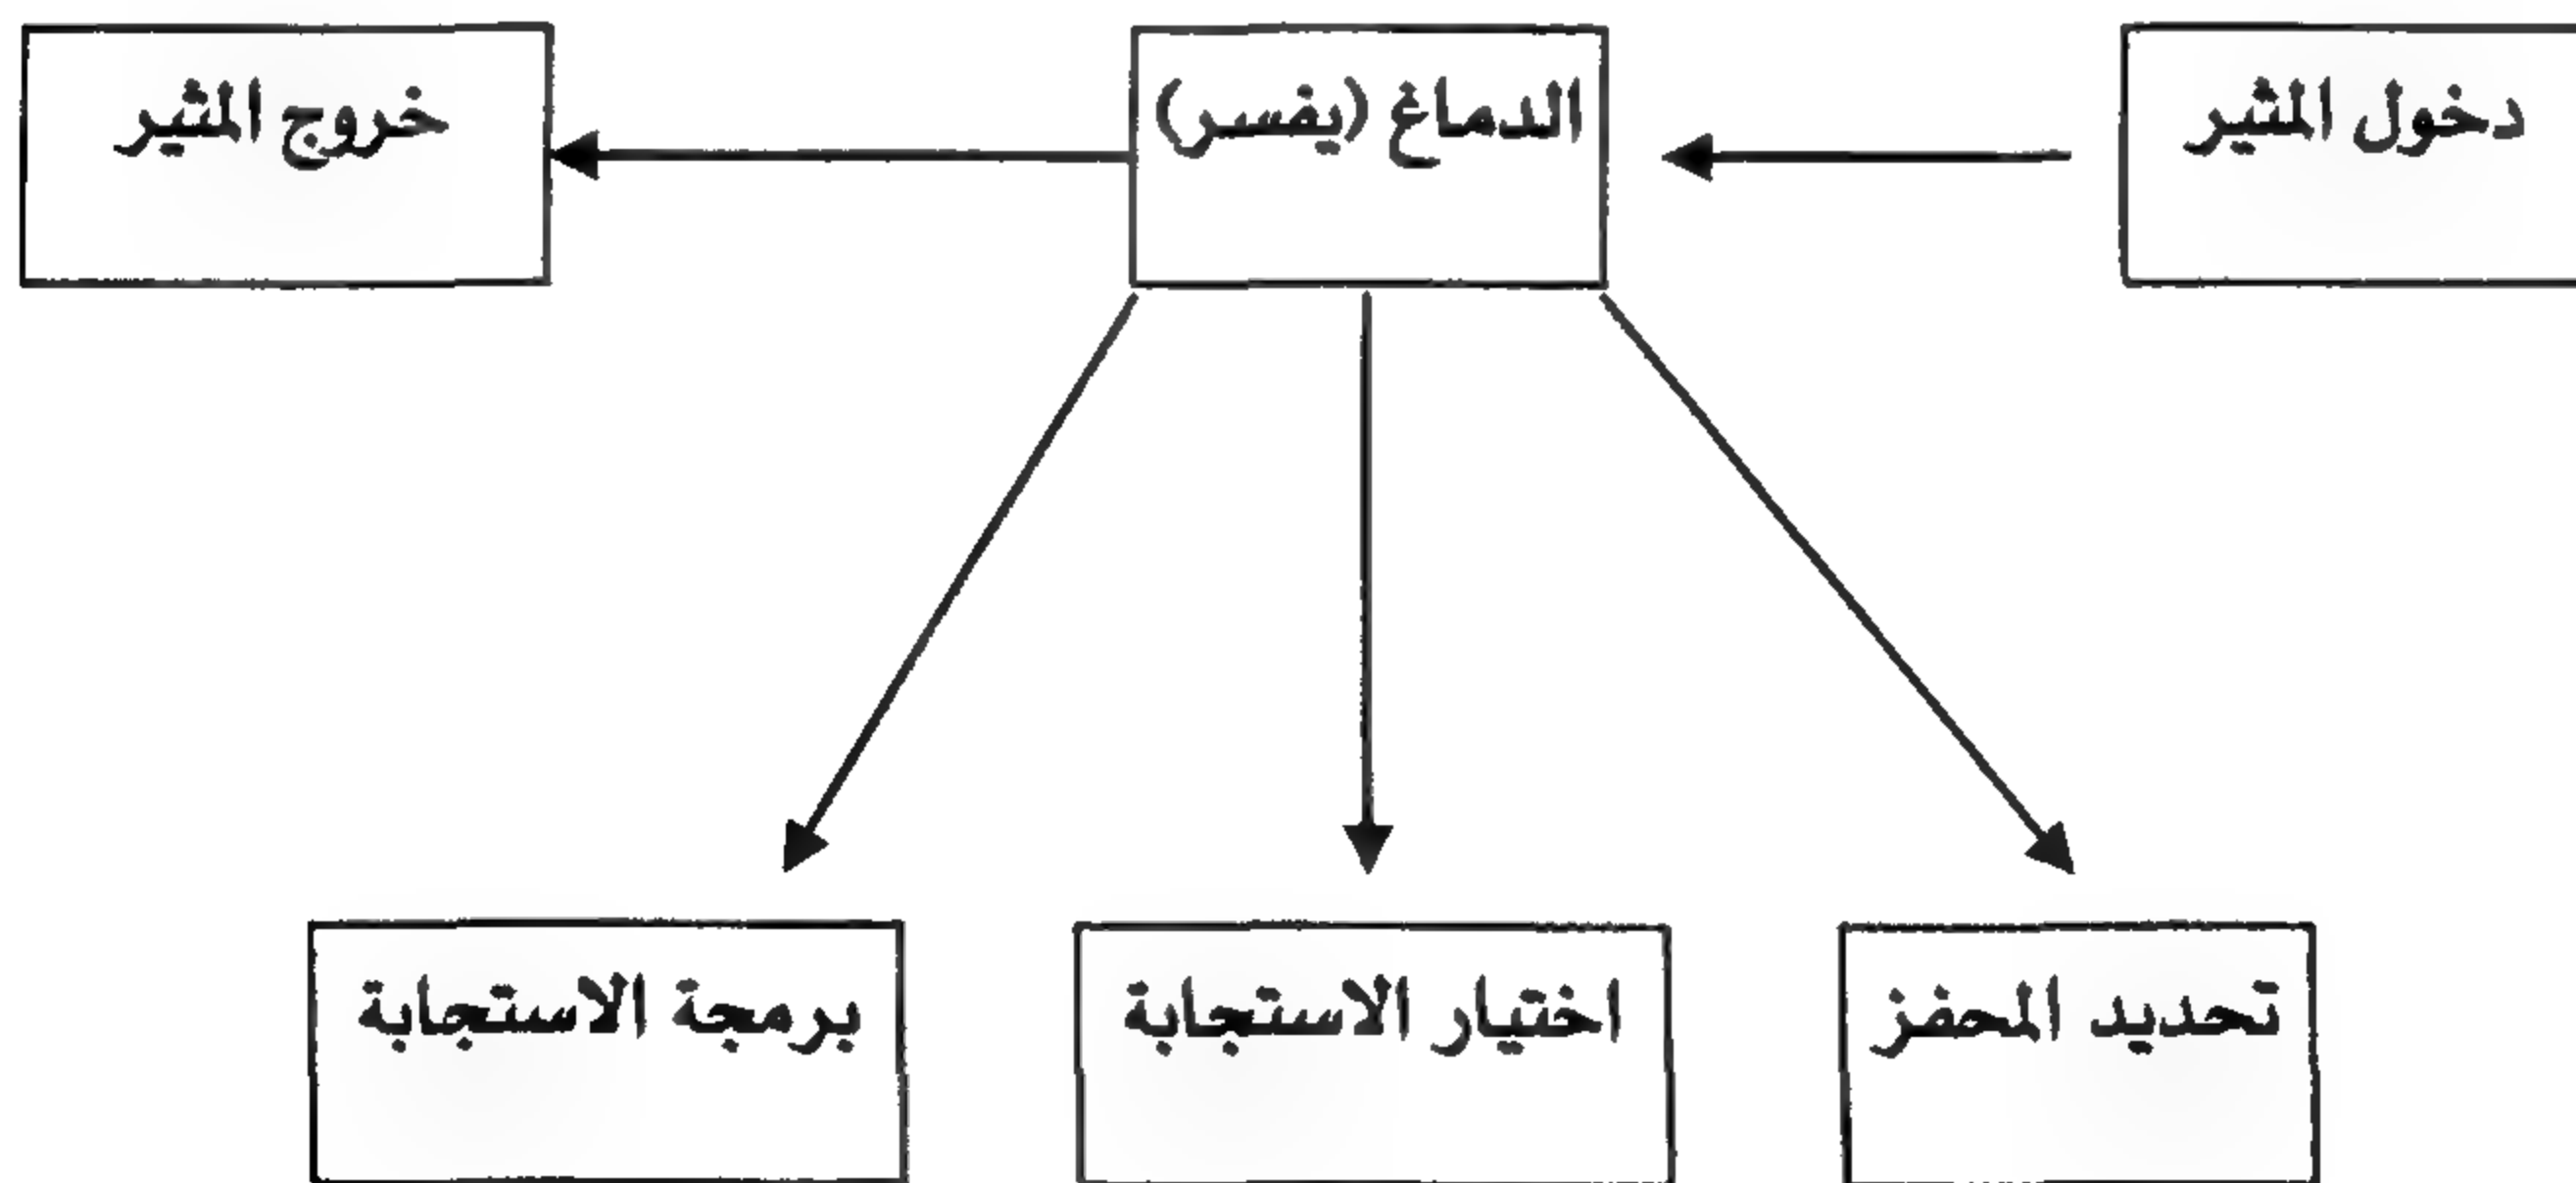 دخول المثير
الدماغ (يفسر)
خروج المثير
تحديد المحفز
اختيار الاستجابة
برمجة الاستجابة